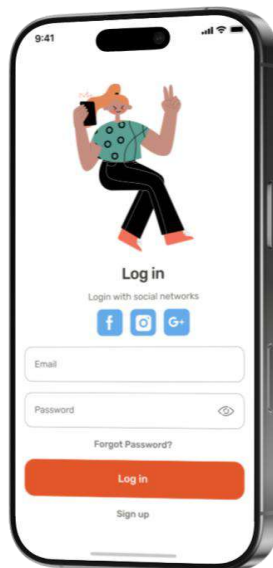 9:41
Log in
Login with social networks
f
G+
Email
Password
Forgot Password?
Log in
Sign up